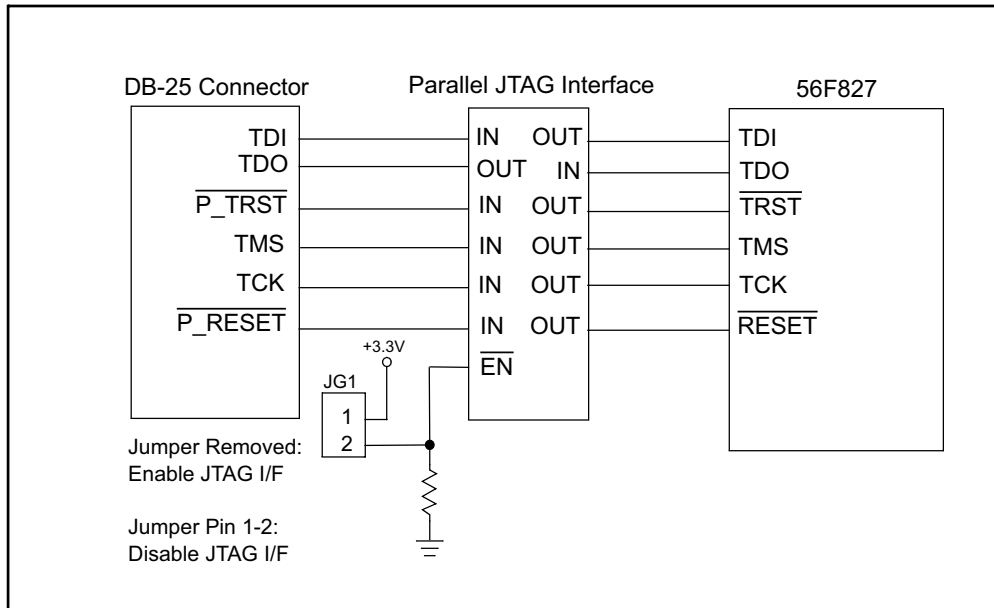 DB-25 Connector
Parallel JTAG Interface
56F827
TDI
IN
OUT
TDI
TDO
OUT
IN
TDO
P_TRST
IN
OUT
TRST
TMS
IN
OUT
TMS
TCK
IN
OUT
TCK
P_RESET
IN
OUT
RESET
+3.3V
EN
JG1
1
2
Jumper Removed:
Enable JTAG I/F
Jumper Pin 1-2:
Disable JTAG I/F